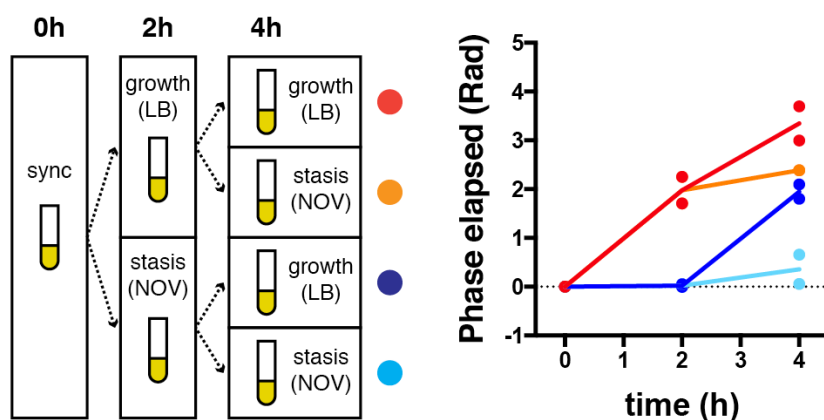 0h
2h
4h
sync
growth
(LB)
stasis
(NOV)
growth
(LB)
stasis
(NOV)
growth
(LB)
stasis
(NOV)
Phase elapsed (Rad)
5
4
3
2
1
0
-1
0
1
2
3
4
time (h)